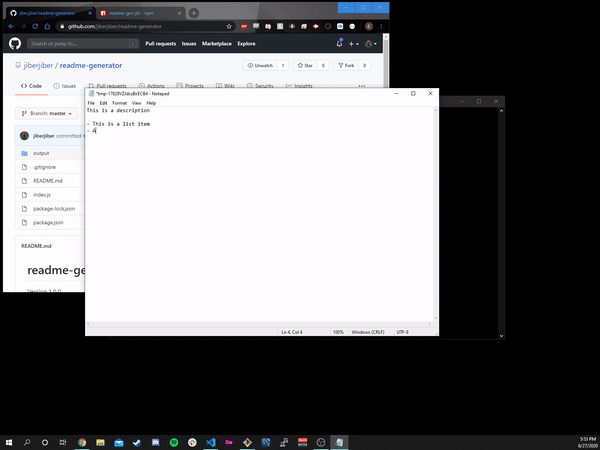 jiberjiber/readme-generator
readme-gen-jib - npm
github.com/jiberjiber/readme-generator
Search or jump to...
Pull requests Issues Marketplace Explore
jiberjiber / readme-generator
Unwatch 1 Star 0 Fork 0
Code Issues Pull requests Actions Projects Wiki Security Insights
Branch: master
jiberjiber committed
output
.gitignore
README.md
index.js
package-lock.json
package.json
README.md
readme-ge
Version 1.0.0
Notepad
File Edit Format View Help
This is a description
- This is a list item
- A
Ln 4, Col 4 100% Windows (CRLF) UTF-8
5:53 PM
6/27/2020